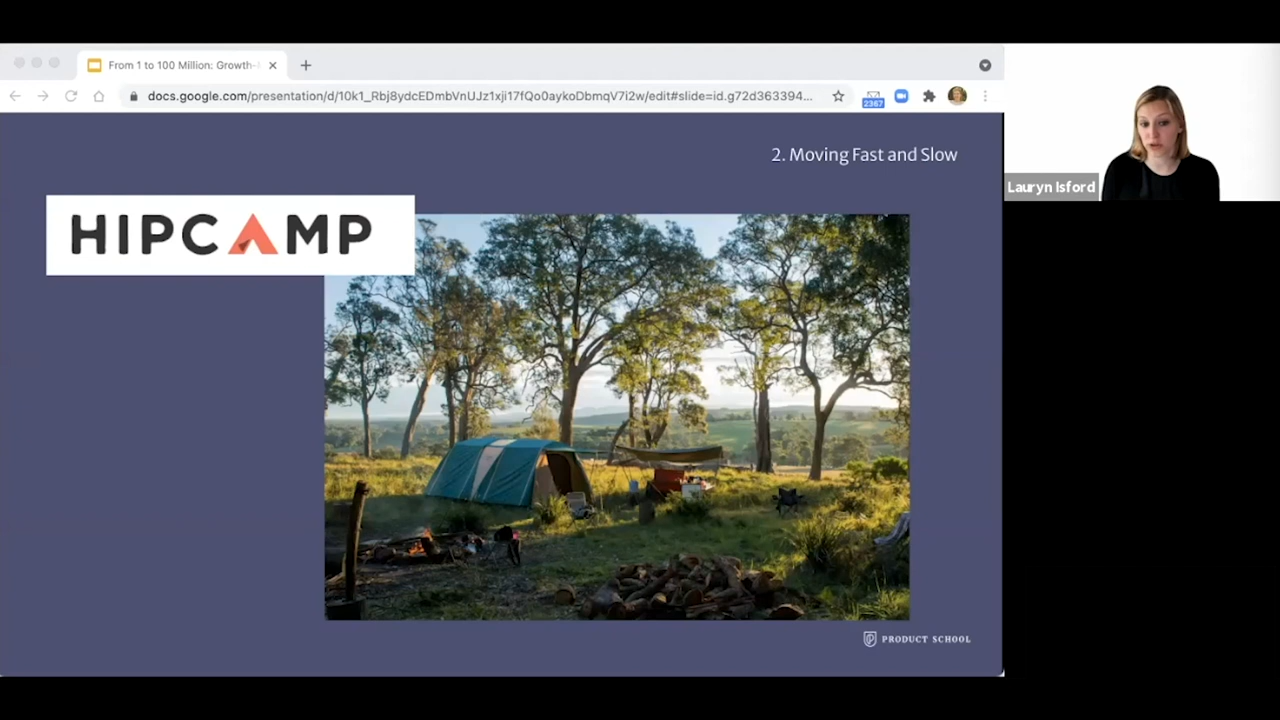 From 1 to 100 Million: Growth-
docs.google.com/presentation/d/10k1_Rbj8ydcEDmbVnUJz1xji17fQo0aykoDbmqV7i2w/edit#slide=id.g72d363394...
2367
2. Moving Fast and Slow
HIPCAMP
PRODUCT SCHOOL
Lauryn Isford